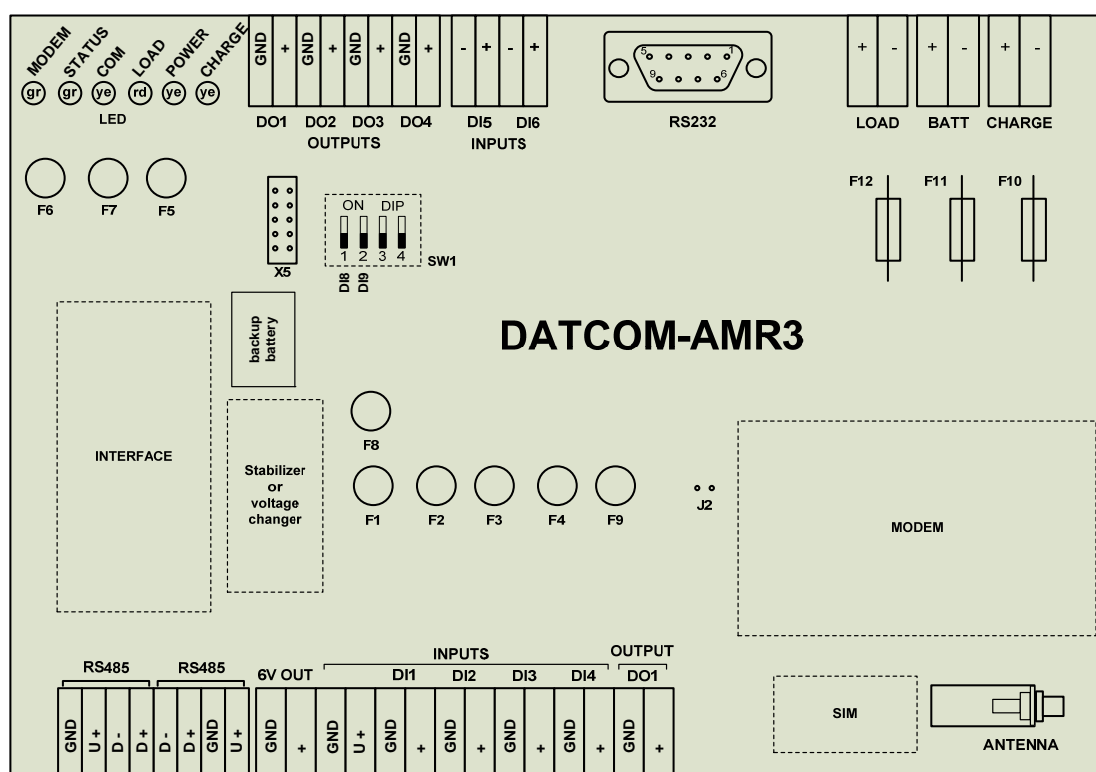 MODEM STATUS COM LOAD POWER CHARGE
gr gr ye rd ye ye
LED
GND + GND + GND + GND +
DO1 DO2 DO3 DO4
OUTPUTS
- + - +
DI5 DI6
INPUTS
5 1
9 6
RS232
+ - + - + -
LOAD BATT CHARGE
F6 F7 F5
X5
ON DIP
1 2 3 4
SW1
DI8 DI9
F12 F11 F10
backup
battery
DATCOM-AMR3
INTERFACE
Stabilizer
or
voltage
changer
F8
F1 F2 F3 F4 F9
J2
MODEM
RS485 RS485
6V OUT
INPUTS
DI1 DI2 DI3 DI4
OUTPUT
DO1
GND U + D - D + D - D + GND U +
GND + GND U + GND + GND + GND + GND + GND +
SIM
ANTENNA